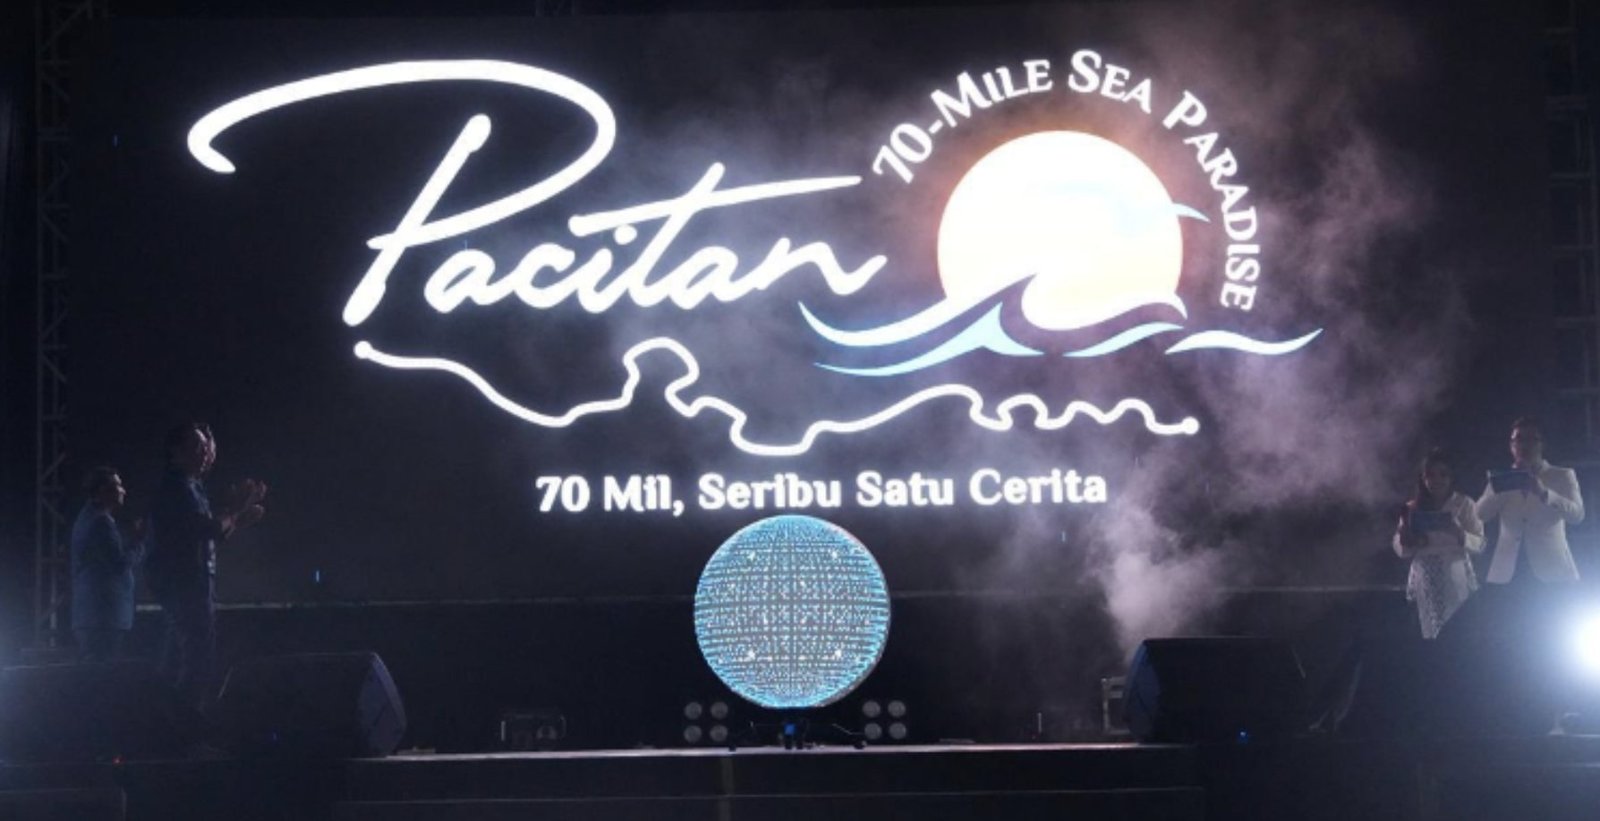 Pacitan
70-Mile Sea Paradise
70 Mil, Seribu Satu Cerita